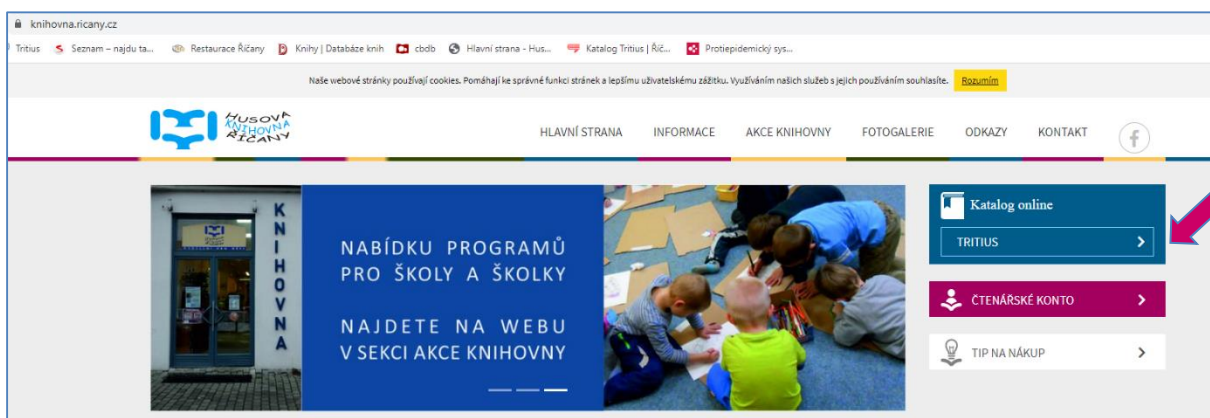 knihovna.ricany.cz
Tritius Seznam – najdu ta... Restaurace Říčany Knihy | Databáze knih cbdb Hlavní strana - Hus... Katalog Tritius | Říč... Protiepidemický sys...
Naše webové stránky používají cookies. Pomáhají ke správné funkci stránek a lepšímu uživatelskému zážitku. Využíváním našich služeb s jejich používáním souhlasíte. Rozumím
HUSOVA
KNIHOVNA
ŘÍČANY
HLAVNÍ STRANA INFORMACE AKCE KNIHOVNY FOTOGALERIE ODKAZY KONTAKT
KNIHOVNA
NABÍDKU PROGRAMŮ
PRO ŠKOLY A ŠKOLKY
NAJDETE NA WEBU
V SEKCI AKCE KNIHOVNY
Katalog online
TRITIUS
ČTENÁŘSKÉ KONTO
TIP NA NÁKUP